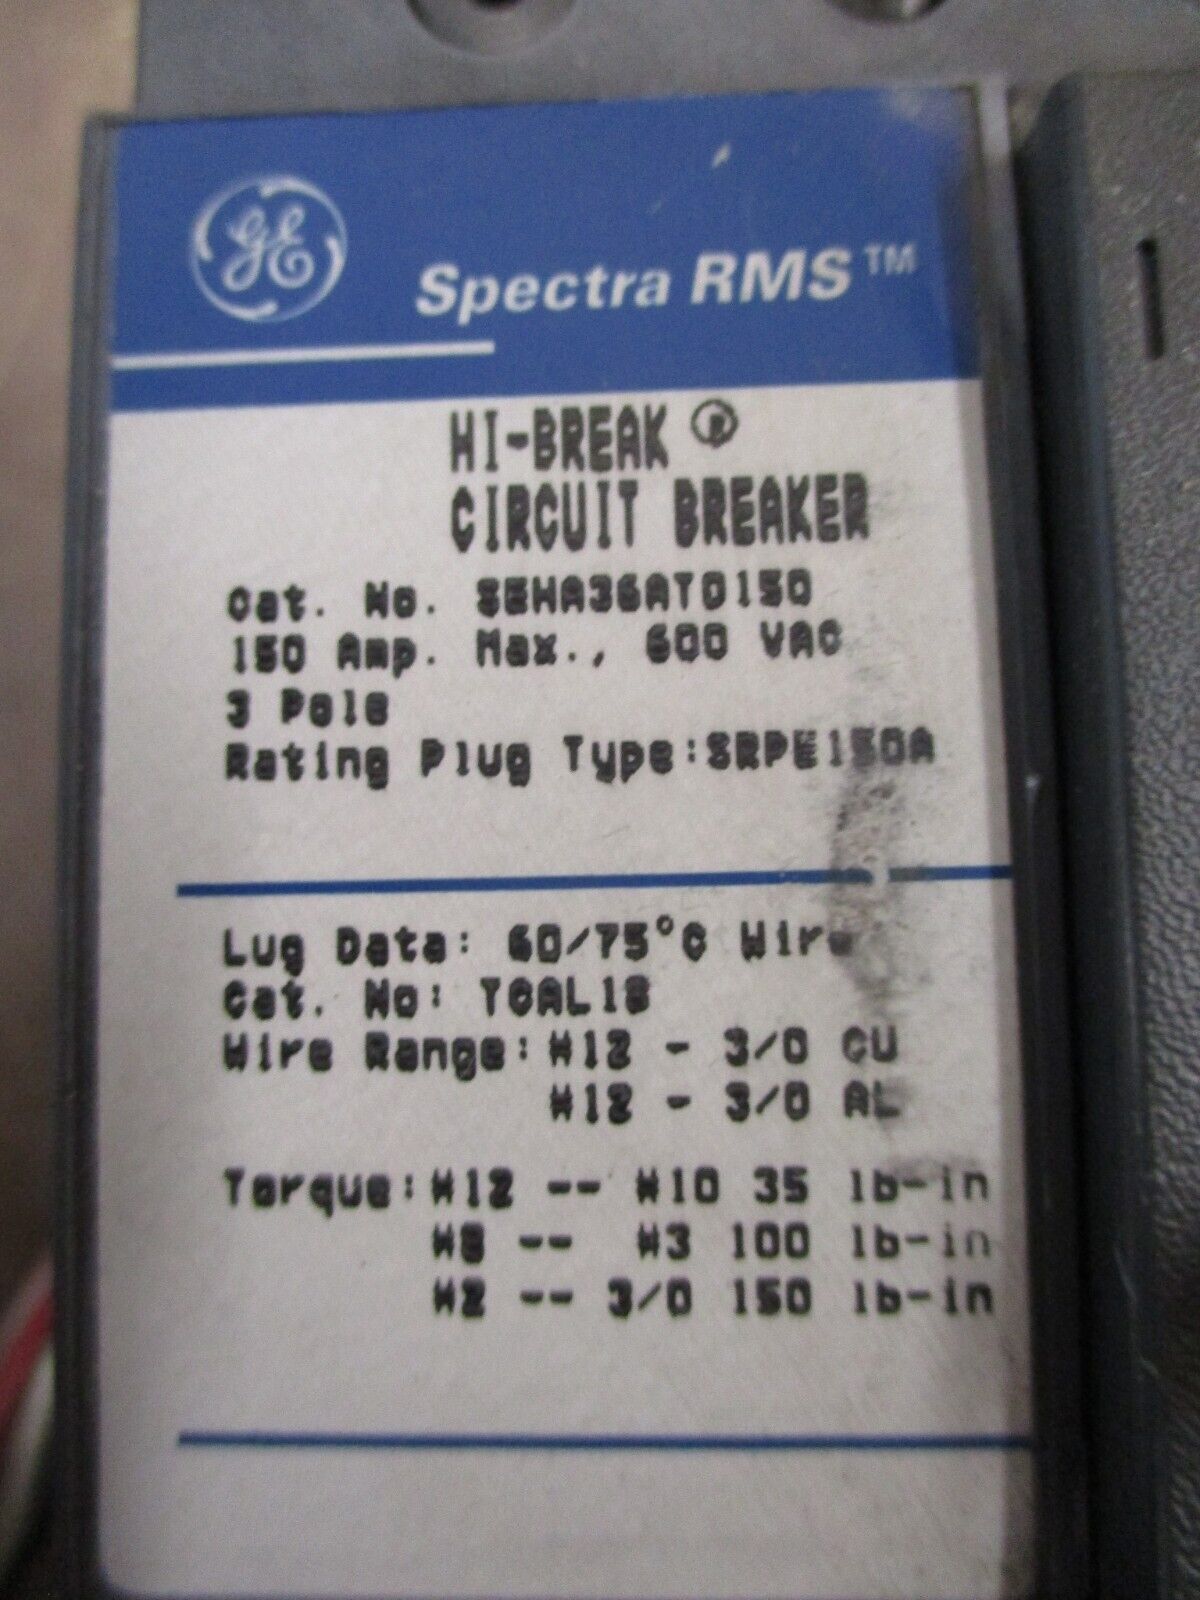 GE
Spectra RMS™
HI-BREAK ®
CIRCUIT BREAKER
Cat. No. SEHA36AT0150
150 Amp. Max., 600 VAC
3 Pole
Rating Plug Type:SRPE150A
Lug Data: 60/75°C Wire
Cat. No: TCAL18
Wire Range: #12 - 3/0 CU
#12 - 3/0 AL
Torque: #12 -- #10 35 lb-in
#8 -- #3 100 lb-in
#2 -- 3/0 150 lb-in